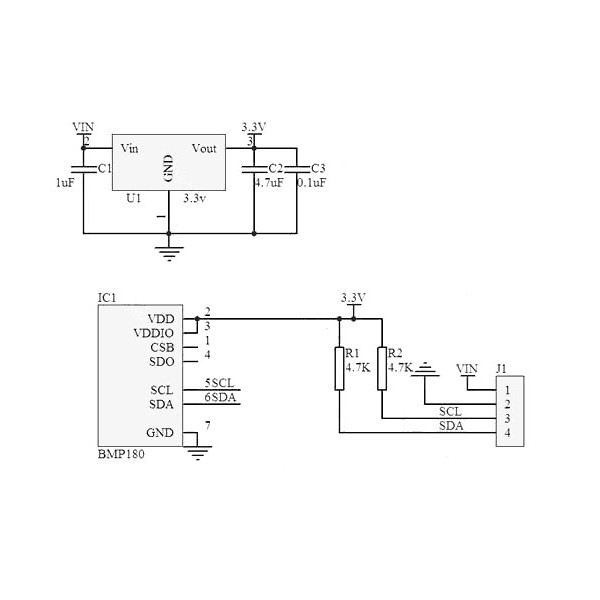 VIN
3.3V
2
3
Vin
Vout
GND
C1
1uF
C2
4.7uF
C3
0.1uF
U1
3.3v
1
IC1
3.3V
VDD
2
VDDIO
3
CSB
1
SDO
4
R1
4.7K
R2
4.7K
VIN
J1
SCL
5SCL
SDA
6SDA
1
2
SCL
3
SDA
4
GND
7
BMP180